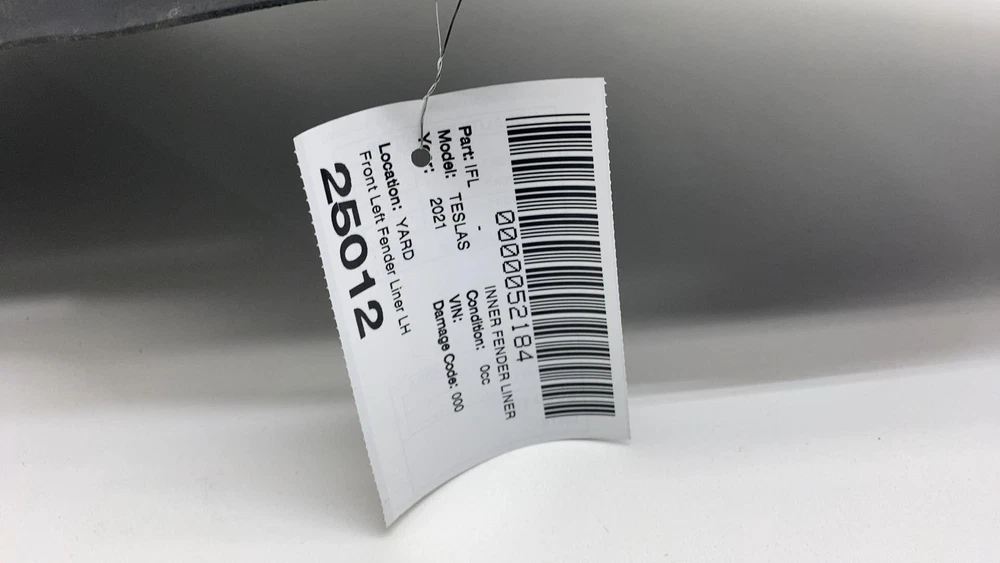 0000052184
Part: IFL - INNER FENDER LINER
Model: TESLAS Condition: 0cc
2021 VIN:
Damage Code: 000
Location: YARD
Front Left Fender Liner LH
25012